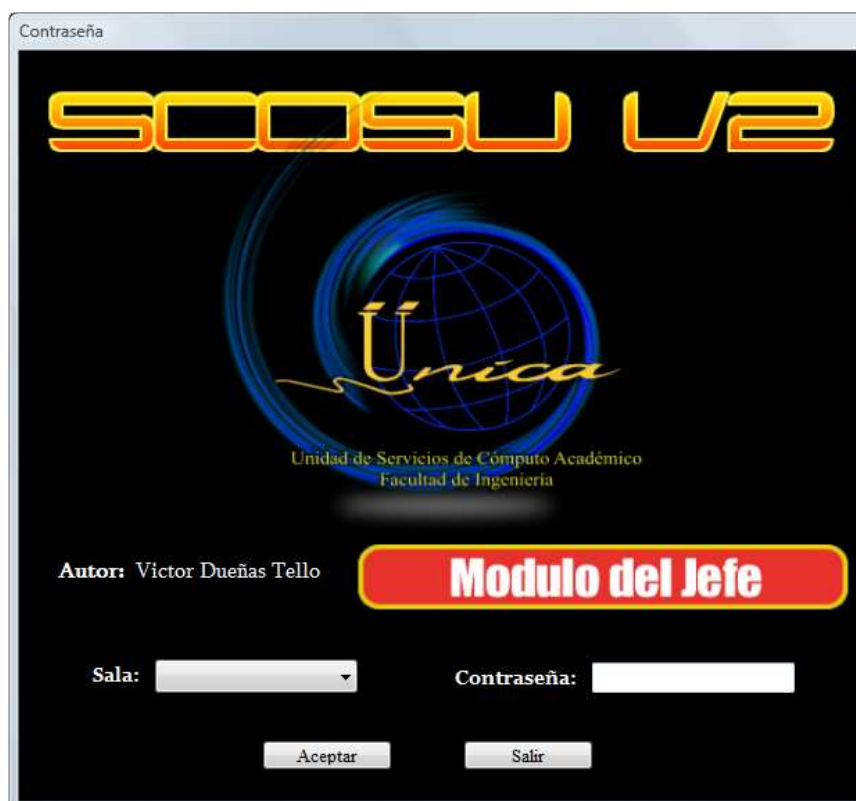 Contraseña
SCOSU V2
Única
Unidad de Servicios de Cómputo Académico
Facultad de Ingeniería
Autor: Victor Dueñas Tello
Modulo del Jefe
Sala:
Contraseña:
Aceptar
Salir